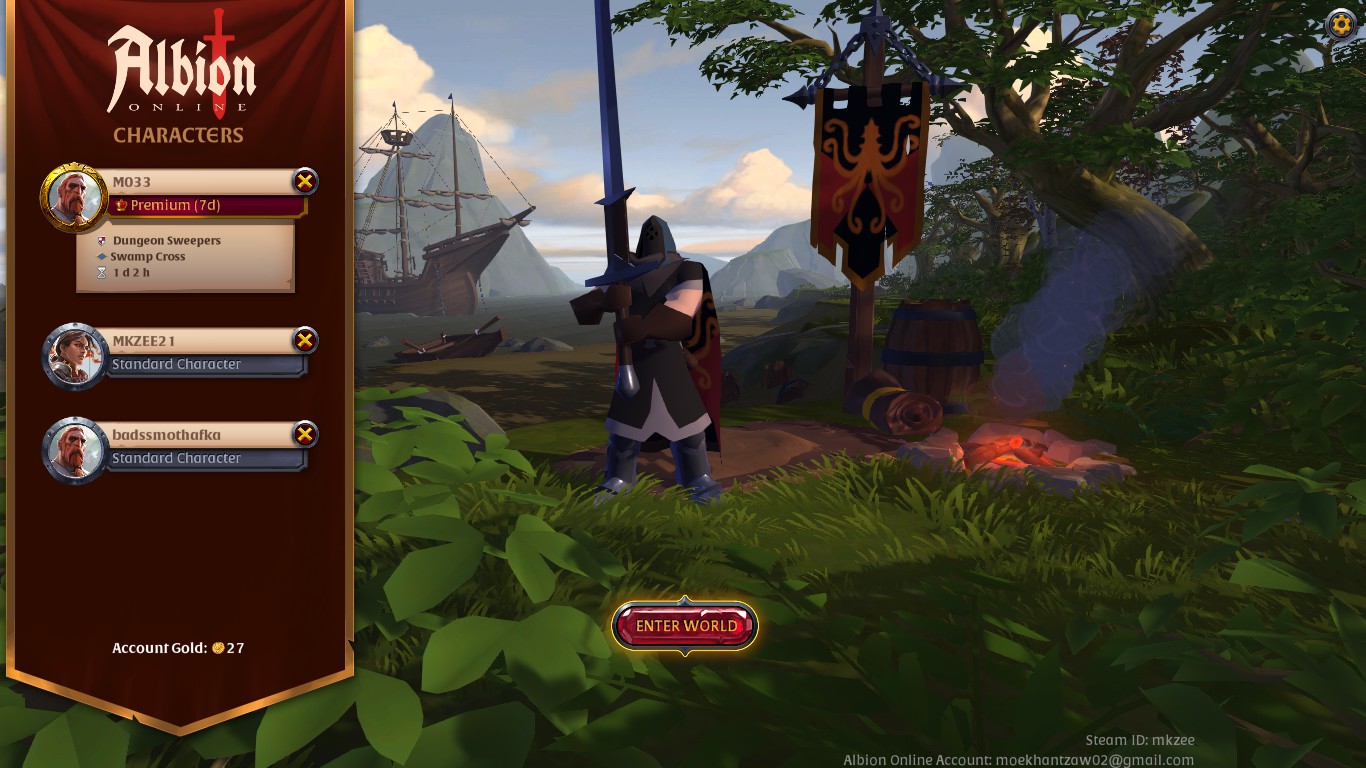 Albion
ONLINE
CHARACTERS
M033
Premium (7d)
Dungeon Sweepers
Swamp Cross
1 d 2 h
MKZEE21
Standard Character
badssmothafka
Standard Character
Account Gold: 27
ENTER WORLD
Steam ID: mkzee
Albion Online Account: moekhantzaw02@gmail.com